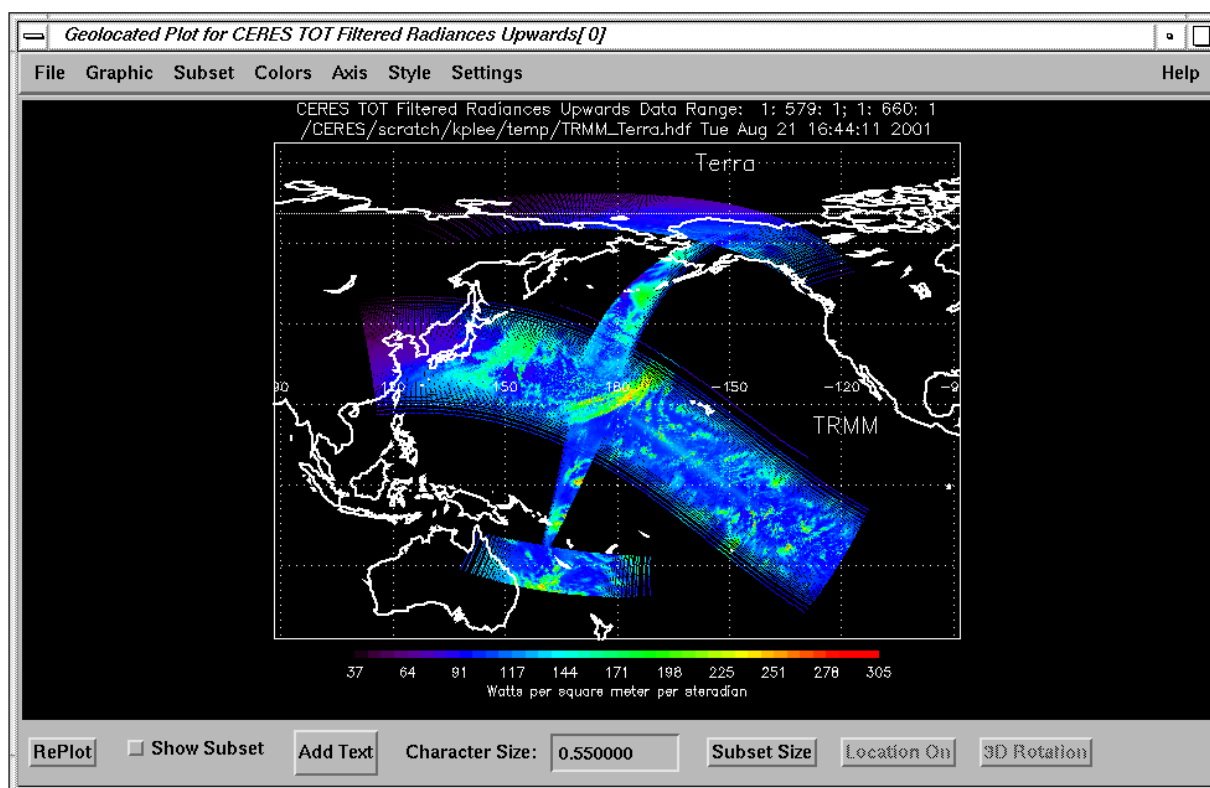 Geolocated Plot for CERES TOT Filtered Radiances Upwards[ 0]
File Graphic Subset Colors Axis Style Settings Help
CERES TOT Filtered Radiances Upwards Data Range: 1: 579: 1; 1: 660: 1
/CERES/scratch/kplee/temp/TRMM_Terra.hdf Tue Aug 21 16:44:11 2001
Terra
90 120 150 180 -150 -120 -9
TRMM
37 64 91 117 144 171 198 225 251 278 305
Watts per square meter per steradian
RePlot Show Subset Add Text Character Size: 0.550000 Subset Size Location On 3D Rotation